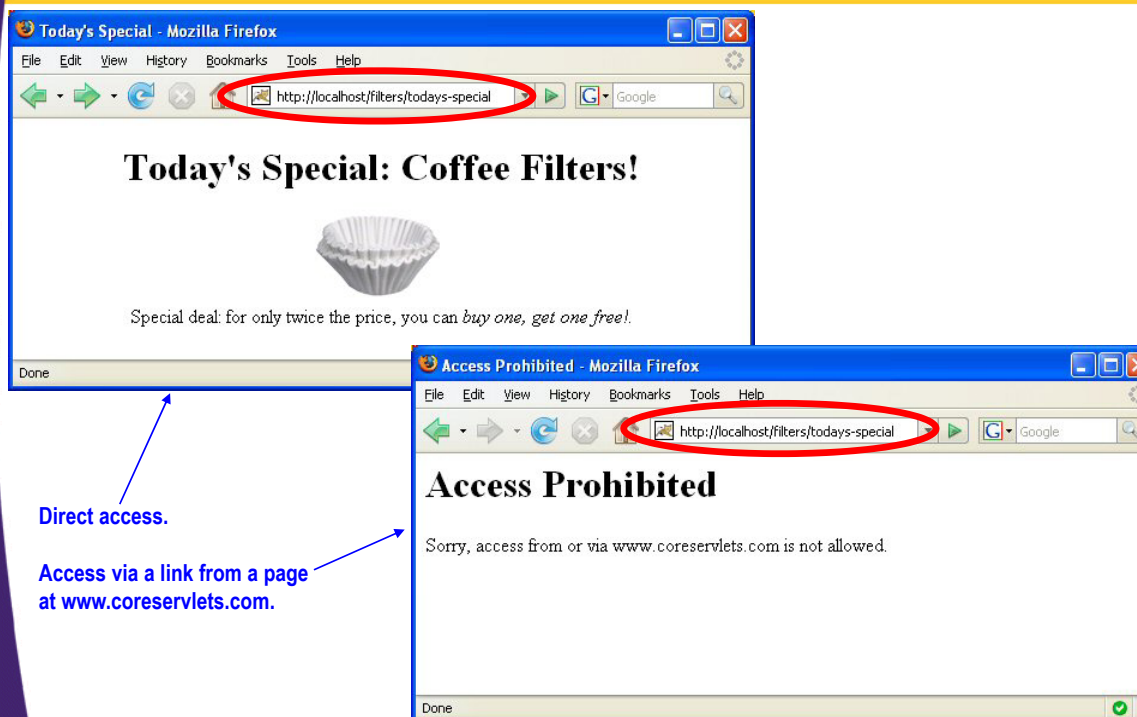 Today's Special - Mozilla Firefox
File Edit View History Bookmarks Tools Help
http://localhost/filters/todays-special
G Google
Today's Special: Coffee Filters!
Special deal: for only twice the price, you can buy one, get one free!.
Done
Access Prohibited - Mozilla Firefox
File Edit View History Bookmarks Tools Help
http://localhost/filters/todays-special
G Google
Access Prohibited
Sorry, access from or via www.coreservlets.com is not allowed.
Done
Direct access.
Access via a link from a page
at www.coreservlets.com.